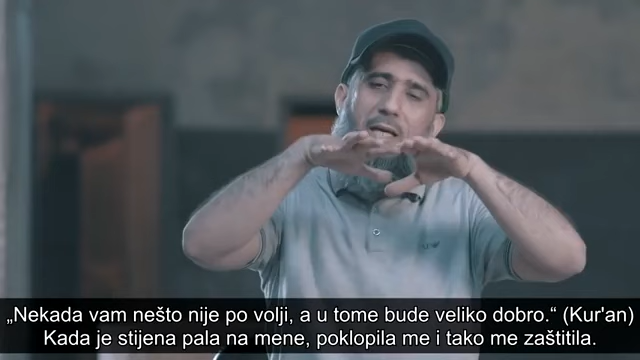 „Nekada vam nešto nije po volji, a u tome bude veliko dobro.“ (Kur'an)
Kada je stijena pala na mene, poklopila me i tako me zaštitila.